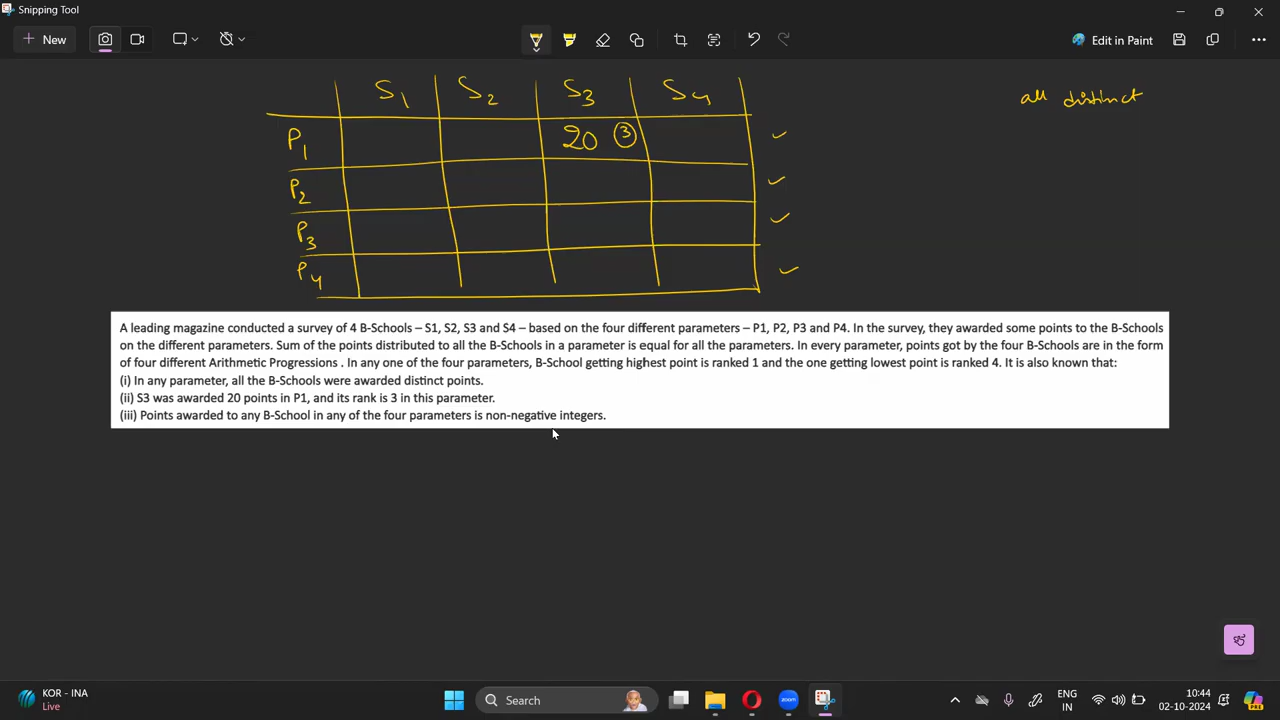 Snipping Tool
New
Edit in Paint
S1 S2 S3 S4
all distinct
P1 20 3
P2
P3
P4
A leading magazine conducted a survey of 4 B-Schools – S1, S2, S3 and S4 – based on the four different parameters – P1, P2, P3 and P4. In the survey, they awarded some points to the B-Schools
on the different parameters. Sum of the points distributed to all the B-Schools in a parameter is equal for all the parameters. In every parameter, points got by the four B-Schools are in the form
of four different Arithmetic Progressions . In any one of the four parameters, B-School getting highest point is ranked 1 and the one getting lowest point is ranked 4. It is also known that:
(i) In any parameter, all the B-Schools were awarded distinct points.
(ii) S3 was awarded 20 points in P1, and its rank is 3 in this parameter.
(iii) Points awarded to any B-School in any of the four parameters is non-negative integers.
KOR - INA
Live
Search
ENG
IN
10:44
02-10-2024
PRE